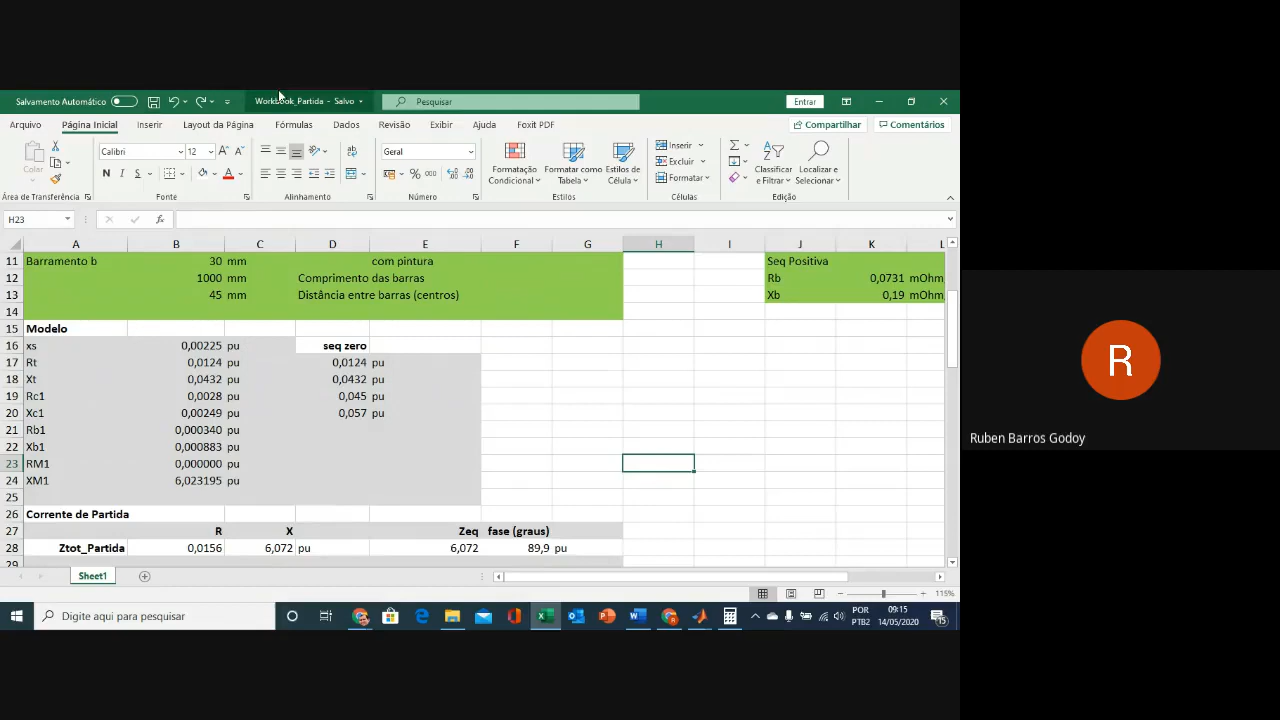 Salvamento Automático
Workbook_Partida - Salvo
Pesquisar
Entrar
Arquivo Página Inicial Inserir Layout da Página Fórmulas Dados Revisão Exibir Ajuda Foxit PDF Compartilhar Comentários
Colar
Calibri 12
Geral
Formatação Condicional
Formatar como Tabela
Estilos de Célula
Inserir
Excluir
Formatar
Classificar e Filtrar
Localizar e Selecionar
N I S
Área de Transferência Fonte Alinhamento Número Estilos Células Edição
H23 fx
A B C D E F G H I J K L
11 Barramento b 30 mm com pintura Seq Positiva
12 1000 mm Comprimento das barras Rb 0,0731 mOhm
13 45 mm Distância entre barras (centros) Xb 0,19 mOhm
14
15 Modelo
16 xs 0,00225 pu seq zero
17 Rt 0,0124 pu 0,0124 pu
18 Xt 0,0432 pu 0,0432 pu
19 Rc1 0,0028 pu 0,045 pu
20 Xc1 0,00249 pu 0,057 pu
21 Rb1 0,000340 pu
22 Xb1 0,000883 pu
23 RM1 0,000000 pu
24 XM1 6,023195 pu
25
26 Corrente de Partida
27 R X Zeq fase (graus)
28 Ztot_Partida 0,0156 6,072 pu 6,072 89,9 pu
29
Sheet1
115%
Digite aqui para pesquisar
POR
PTB2
09:15
14/05/2020
15
R
Ruben Barros Godoy